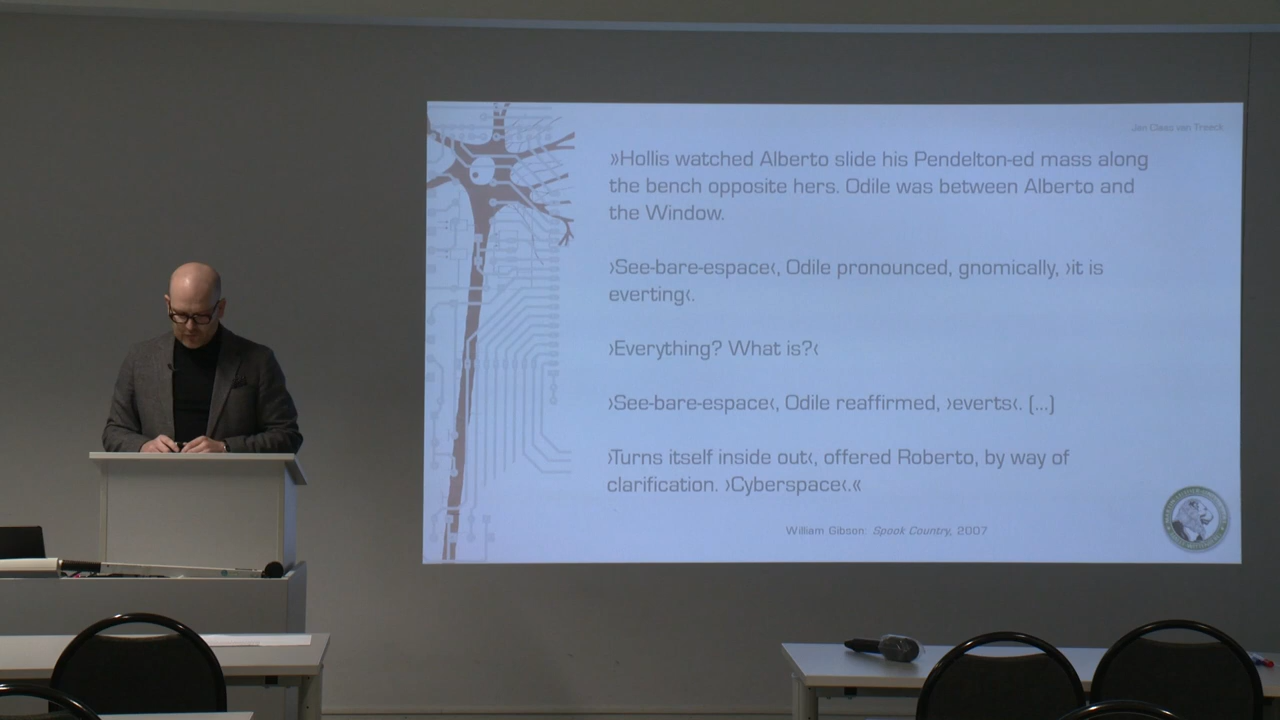 Jan Claas van Treeck
»Hollis watched Alberto slide his Pendelton-ed mass along
the bench opposite hers. Odile was between Alberto and
the Window.
›See-bare-espace‹, Odile pronounced, gnomically, ›it is
everting‹.
›Everything? What is?‹
›See-bare-espace‹, Odile reaffirmed, ›everts‹. (...)
›Turns itself inside out‹, offered Roberto, by way of
clarification. ›Cyberspace‹.«
William Gibson: Spook Country, 2007